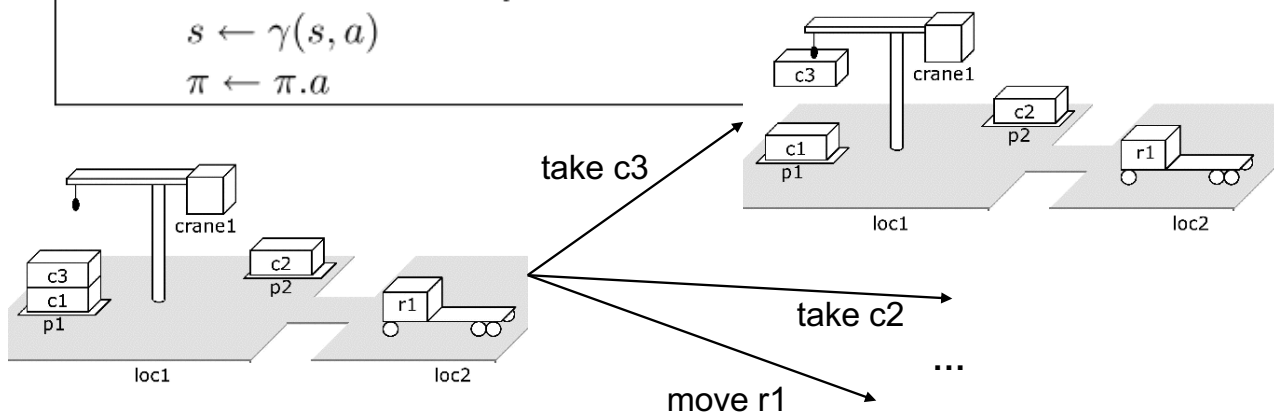 s ← γ(s, a)
π ← π.a
c3
crane1
c2
p2
c1
p1
r1
loc1
loc2
take c3
crane1
c3
c1
p1
c2
p2
r1
loc1
loc2
take c2
...
move r1